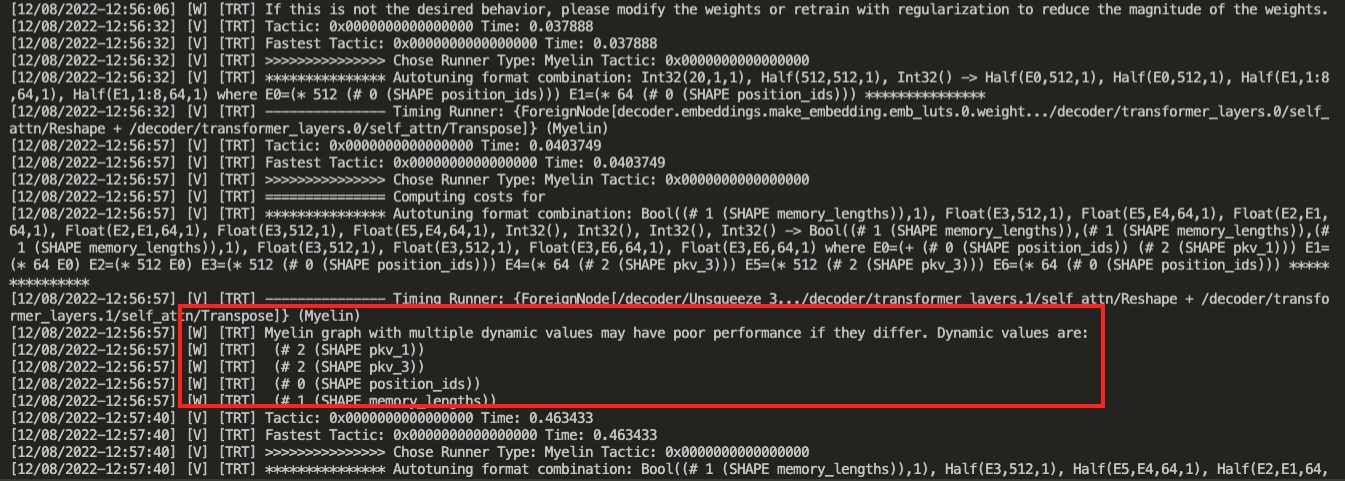 [12/08/2022-12:56:06] [W] [TRT] If this is not the desired behavior, please modify the weights or retrain with regularization to reduce the magnitude of the weights.
[12/08/2022-12:56:32] [V] [TRT] Tactic: 0x0000000000000000 Time: 0.037888
[12/08/2022-12:56:32] [V] [TRT] Fastest Tactic: 0x0000000000000000 Time: 0.037888
[12/08/2022-12:56:32] [V] [TRT] >>>>>>>>>>>>>>> Chose Runner Type: Myelin Tactic: 0x0000000000000000
[12/08/2022-12:56:32] [V] [TRT] *************** Autotuning format combination: Int32(20,1,1), Half(512,512,1), Int32() -> Half(E0,512,1), Half(E0,512,1), Half(E1,1:8
,64,1), Half(E1,1:8,64,1) where E0=(* 512 (# 0 (SHAPE position_ids))) E1=(* 64 (# 0 (SHAPE position_ids))) ***************
[12/08/2022-12:56:32] [V] [TRT] --------------- Timing Runner: {ForeignNode[decoder.embeddings.make_embedding.emb_luts.0.weight.../decoder/transformer_layers.0/self_
attn/Reshape + /decoder/transformer_layers.0/self_attn/Transpose]} (Myelin)
[12/08/2022-12:56:57] [V] [TRT] Tactic: 0x0000000000000000 Time: 0.0403749
[12/08/2022-12:56:57] [V] [TRT] Fastest Tactic: 0x0000000000000000 Time: 0.0403749
[12/08/2022-12:56:57] [V] [TRT] >>>>>>>>>>>>>>> Chose Runner Type: Myelin Tactic: 0x0000000000000000
[12/08/2022-12:56:57] [V] [TRT] =============== Computing costs for
[12/08/2022-12:56:57] [V] [TRT] *************** Autotuning format combination: Bool((# 1 (SHAPE memory_lengths)),1), Float(E3,512,1), Float(E5,E4,64,1), Float(E2,E1,
64,1), Float(E2,E1,64,1), Float(E3,512,1), Float(E5,E4,64,1), Int32(), Int32(), Int32(), Int32() -> Bool((# 1 (SHAPE memory_lengths)),(# 1 (SHAPE memory_lengths)),(#
 1 (SHAPE memory_lengths)),1), Float(E3,512,1), Float(E3,512,1), Float(E3,E6,64,1), Float(E3,E6,64,1) where E0=(+ (# 0 (SHAPE position_ids)) (# 2 (SHAPE pkv_1))) E1=
(* 64 E0) E2=(* 512 E0) E3=(* 512 (# 0 (SHAPE position_ids))) E4=(* 64 (# 2 (SHAPE pkv_3))) E5=(* 512 (# 2 (SHAPE pkv_3))) E6=(* 64 (# 0 (SHAPE position_ids))) *****
**********
[12/08/2022-12:56:57] [V] [TRT] --------------- Timing Runner: {ForeignNode[/decoder/Unsqueeze_3.../decoder/transformer_layers.1/self_attn/Reshape + /decoder/transfo
rmer_layers.1/self_attn/Transpose]} (Myelin)
[12/08/2022-12:56:57] [W] [TRT] Myelin graph with multiple dynamic values may have poor performance if they differ. Dynamic values are:
[12/08/2022-12:56:57] [W] [TRT]  (# 2 (SHAPE pkv_1))
[12/08/2022-12:56:57] [W] [TRT]  (# 2 (SHAPE pkv_3))
[12/08/2022-12:56:57] [W] [TRT]  (# 0 (SHAPE position_ids))
[12/08/2022-12:56:57] [W] [TRT]  (# 1 (SHAPE memory_lengths))
[12/08/2022-12:57:40] [V] [TRT] Tactic: 0x0000000000000000 Time: 0.463433
[12/08/2022-12:57:40] [V] [TRT] Fastest Tactic: 0x0000000000000000 Time: 0.463433
[12/08/2022-12:57:40] [V] [TRT] >>>>>>>>>>>>>>> Chose Runner Type: Myelin Tactic: 0x0000000000000000
[12/08/2022-12:57:40] [V] [TRT] *************** Autotuning format combination: Bool((# 1 (SHAPE memory_lengths)),1), Half(E3,512,1), Half(E5,E4,64,1), Half(E2,E1,64,